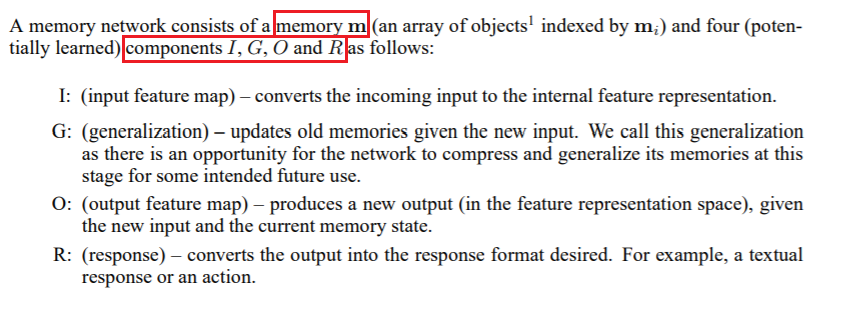 A memory network consists of a memory m (an array of objects¹ indexed by mᵢ) and four (poten-
tially learned) components I, G, O and R as follows:
I: (input feature map) – converts the incoming input to the internal feature representation.
G: (generalization) – updates old memories given the new input. We call this generalization
as there is an opportunity for the network to compress and generalize its memories at this
stage for some intended future use.
O: (output feature map) – produces a new output (in the feature representation space), given
the new input and the current memory state.
R: (response) – converts the output into the response format desired. For example, a textual
response or an action.